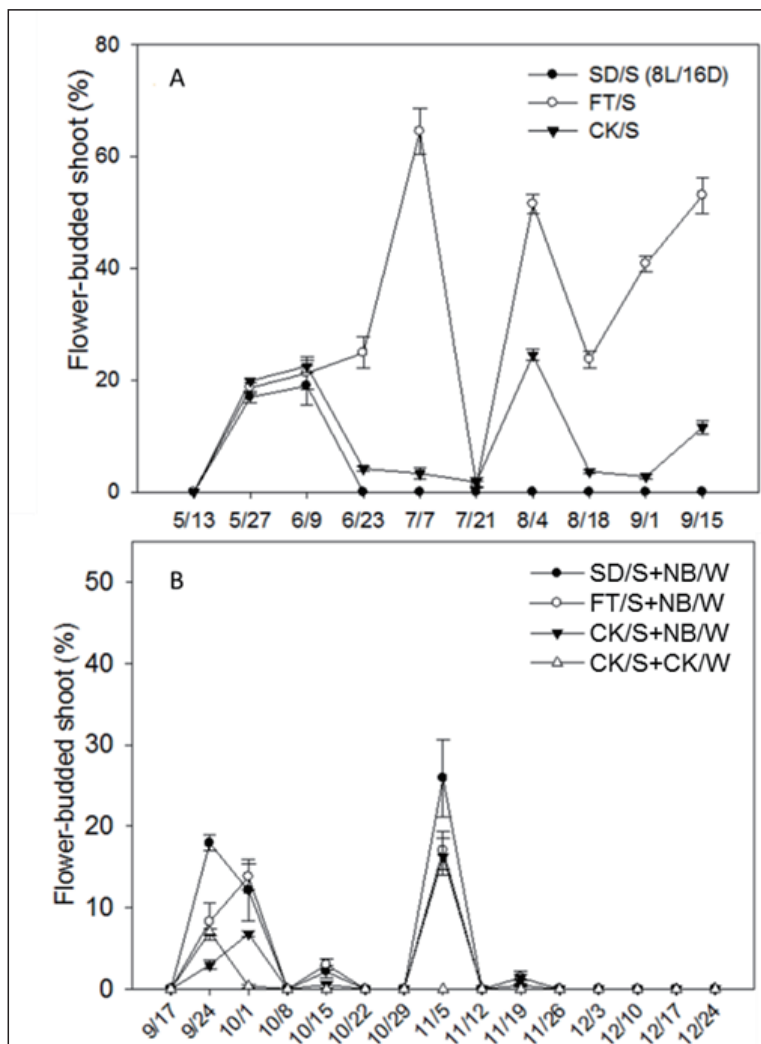 80
60
40
20
0
Flower-budded shoot (%)
A
SD/S (8L/16D)
FT/S
CK/S
5/13 5/27 6/9 6/23 7/7 7/21 8/4 8/18 9/1 9/15
50
40
30
20
10
0
Flower-budded shoot (%)
B
SD/S+NB/W
FT/S+NB/W
CK/S+NB/W
CK/S+CK/W
9/17 9/24 10/1 10/8 10/15 10/22 10/29 11/5 11/12 11/19 11/26 12/3 12/10 12/17 12/24